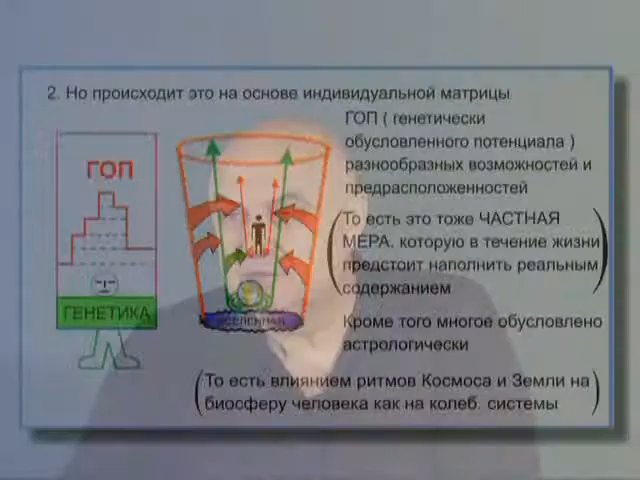 2. Но происходит это на основе индивидуальной матрицы
ГОП ( генетически
обусловленного потенциала )
разнообразных возможностей и
предрасположенностей
(То есть это тоже ЧАСТНАЯ
МЕРА. которую в течение жизни
предстоит наполнить реальным
содержанием)
Кроме того многое обусловлено
астрологически
(То есть влиянием ритмов Космоса и Земли на
биосферу человека как на колеб. системы)
ГОП
ГЕНЕТИКА
ВСЕЛЕННАЯ